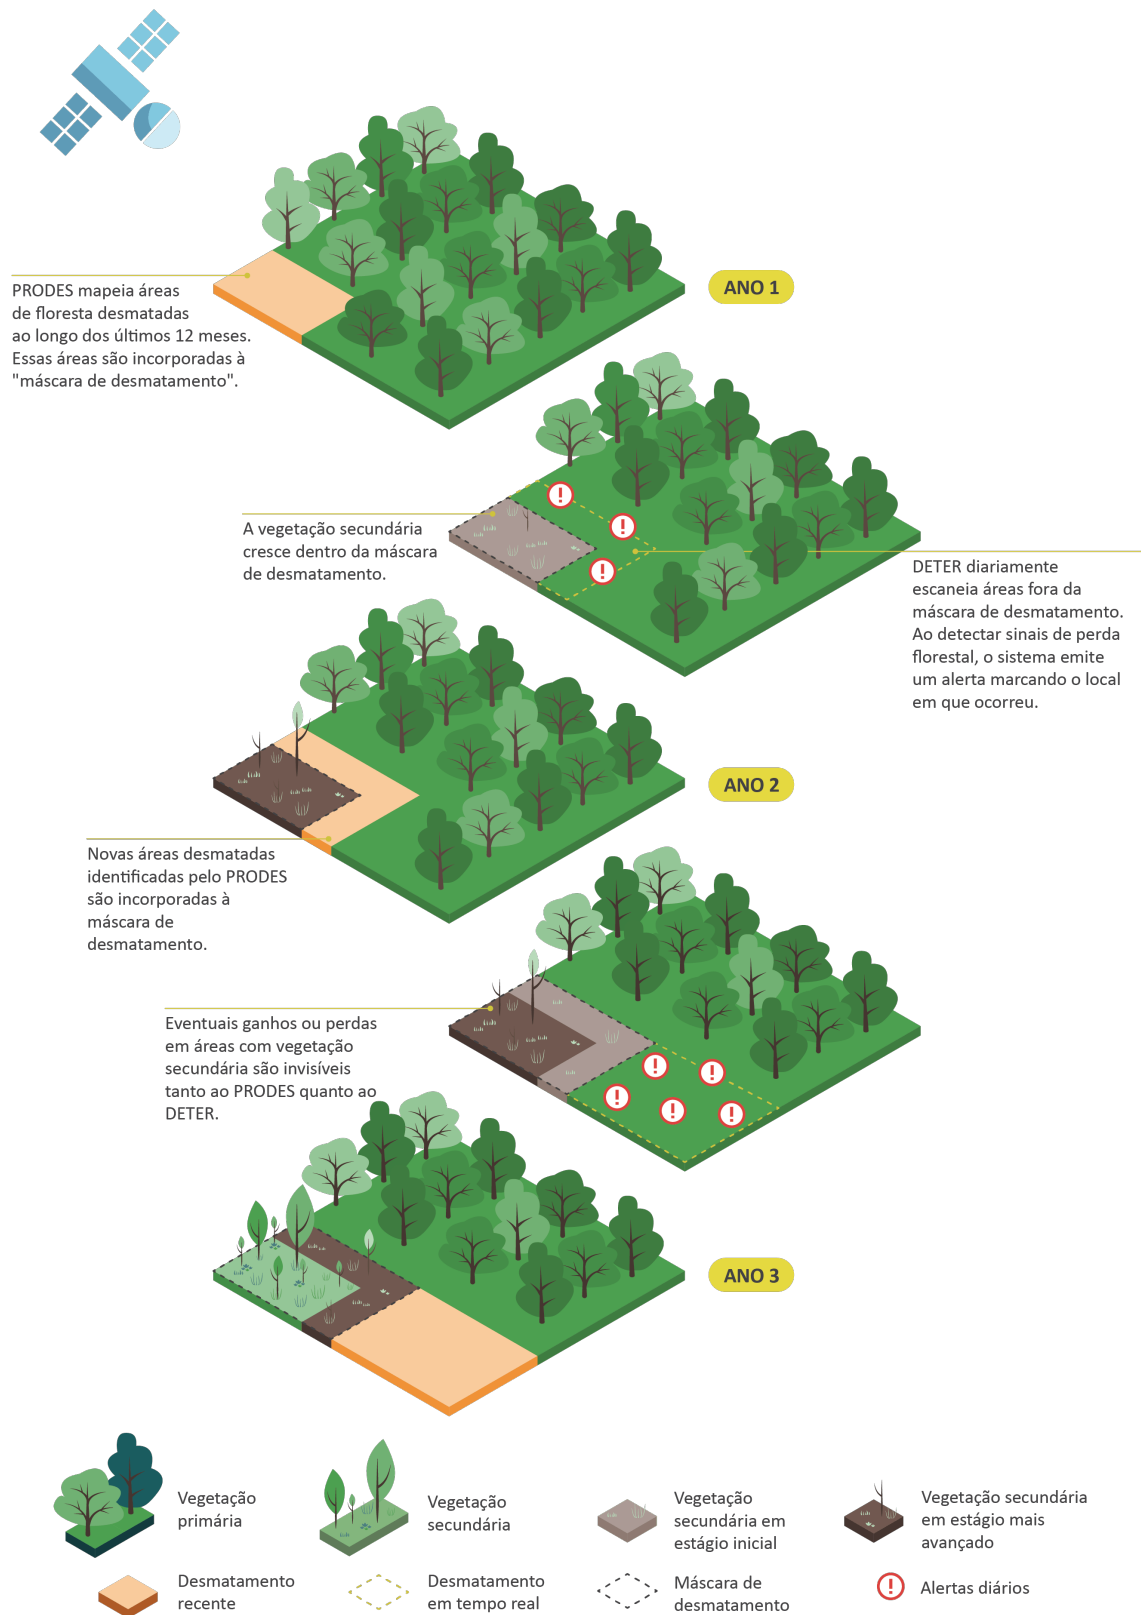 PRODES mapeia áreas
de floresta desmatadas
ao longo dos últimos 12 meses.
Essas áreas são incorporadas à
"máscara de desmatamento".
ANO 1
A vegetação secundária
cresce dentro da máscara
de desmatamento.
DETER diariamente
escaneia áreas fora da
máscara de desmatamento.
Ao detectar sinais de perda
florestal, o sistema emite
um alerta marcando o local
em que ocorreu.
ANO 2
Novas áreas desmatadas
identificadas pelo PRODES
são incorporadas à
máscara de
desmatamento.
Eventuais ganhos ou perdas
em áreas com vegetação
secundária são invisíveis
tanto ao PRODES quanto ao
DETER.
ANO 3
Vegetação
primária
Vegetação
secundária
Vegetação
secundária em
estágio inicial
Vegetação secundária
em estágio mais
avançado
Desmatamento
recente
Desmatamento
em tempo real
Máscara de
desmatamento
Alertas diários